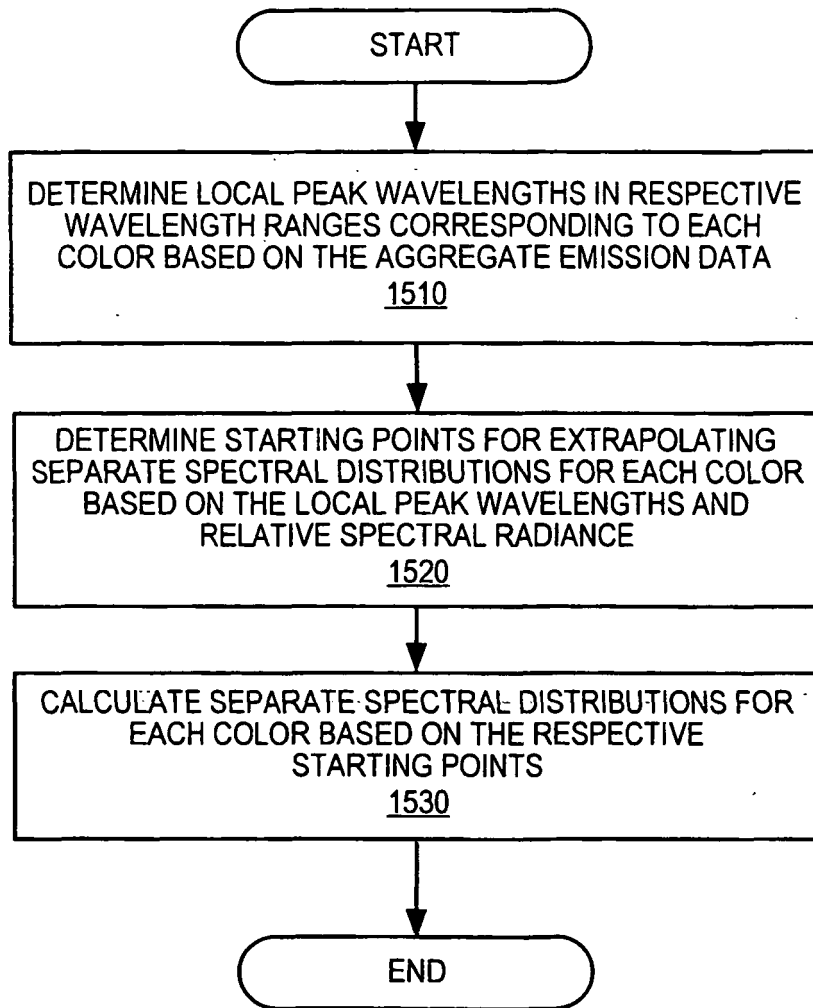 START
DETERMINE LOCAL PEAK WAVELENGTHS IN RESPECTIVE
WAVELENGTH RANGES CORRESPONDING TO EACH
COLOR BASED ON THE AGGREGATE EMISSION DATA
1510
DETERMINE STARTING POINTS FOR EXTRAPOLATING
SEPARATE SPECTRAL DISTRIBUTIONS FOR EACH COLOR
BASED ON THE LOCAL PEAK WAVELENGTHS AND
RELATIVE SPECTRAL RADIANCE
1520
CALCULATE SEPARATE SPECTRAL DISTRIBUTIONS FOR
EACH COLOR BASED ON THE RESPECTIVE
STARTING POINTS
1530
END